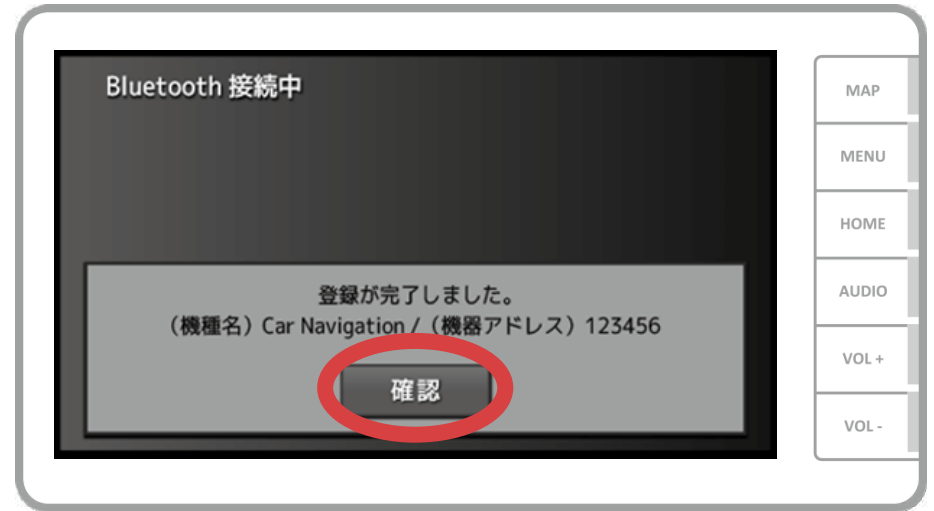 Bluetooth 接続中
登録が完了しました。
（機種名）Car Navigation /（機器アドレス）123456
確認
MAP
MENU
HOME
AUDIO
VOL +
VOL -